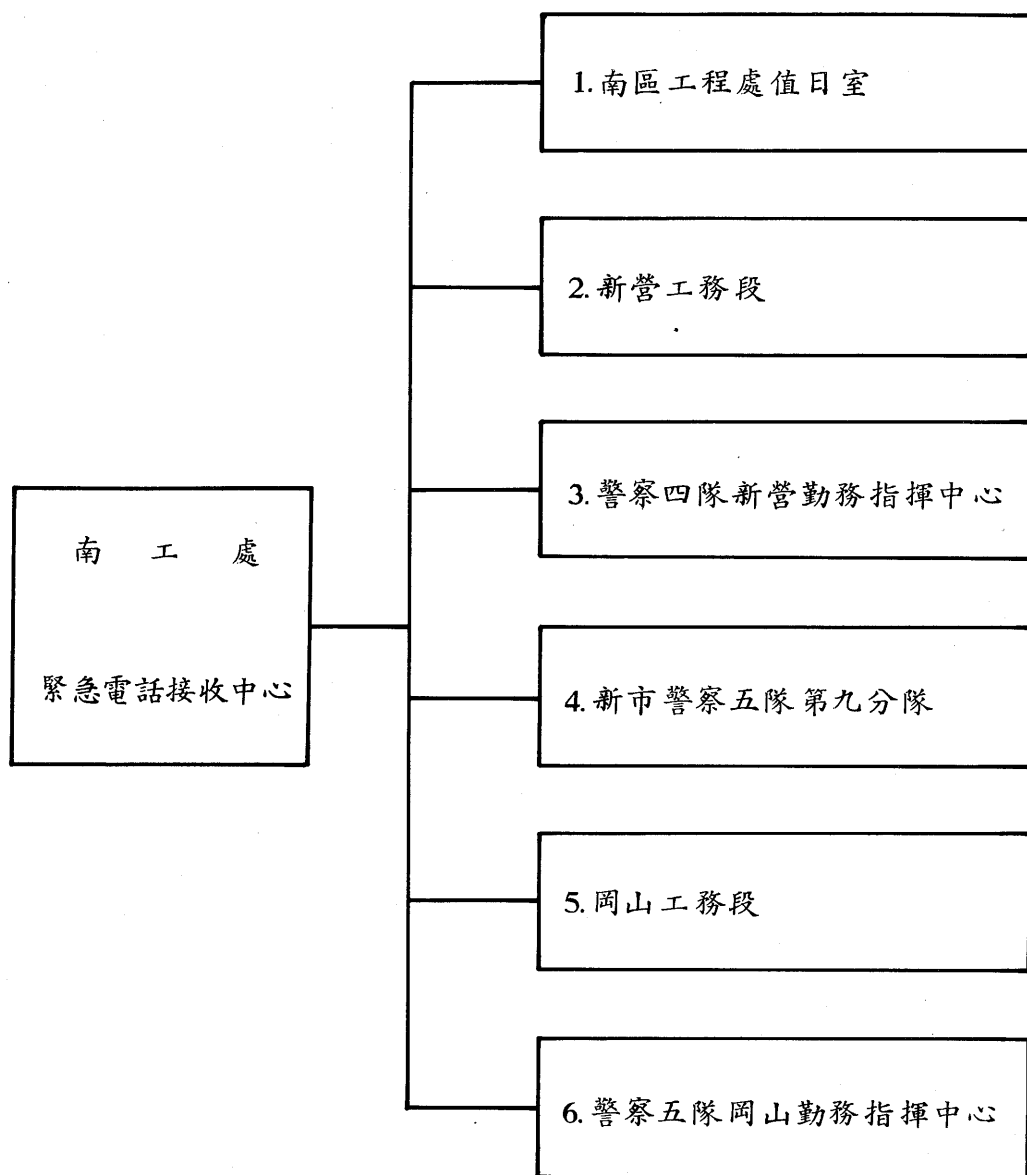 1.南區工程處值日室
2.新營工務段
3.警察四隊新營勤務指揮中心
南工處
緊急電話接收中心
4.新市警察五隊第九分隊
5.岡山工務段
6.警察五隊岡山勤務指揮中心